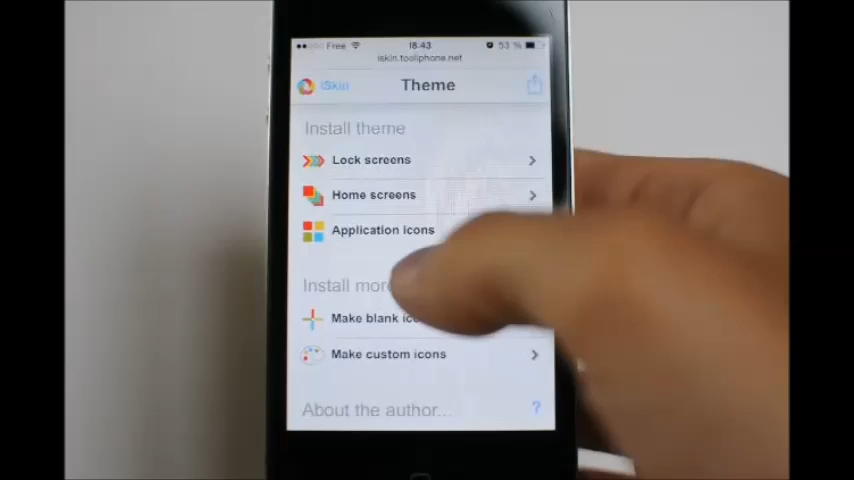 Free 18:43 53 %
iskin.tooliphone.net
iSkin Theme
Install theme
Lock screens
Home screens
Application icons
Install more
Make blank
Make custom icons
About the author... ?